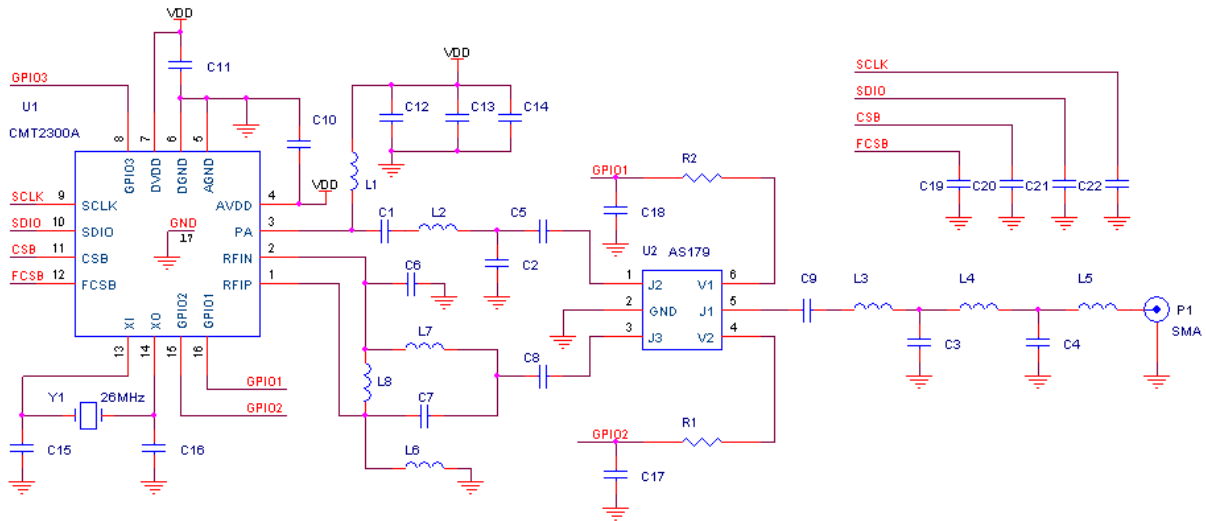 VDD
C11
GPIO3
U1
CMT2300A
8
7
6
5
GPIO3
DVDD
DGND
AGND
C10
VDD
VDD
C12
C13
C14
L1
SCLK
9
SCLK
AVDD
4
SDIO
10
SDIO
GND
17
PA
3
CSB
11
CSB
RFIN
2
FCSB
12
FCSB
RFIP
1
XI
XO
GPIO2
GPIO1
13
14
15
16
C1
L2
C5
C2
C6
L7
L8
C7
L6
C8
GPIO1
GPIO2
Y1
26MHz
C15
C16
GPIO1
R2
C18
U2
AS179
1
J2
V1
6
2
GND
J1
5
3
J3
V2
4
GPIO2
R1
C17
C9
L3
L4
L5
C3
C4
P1
SMA
SCLK
SDIO
CSB
FCSB
C19
C20
C21
C22